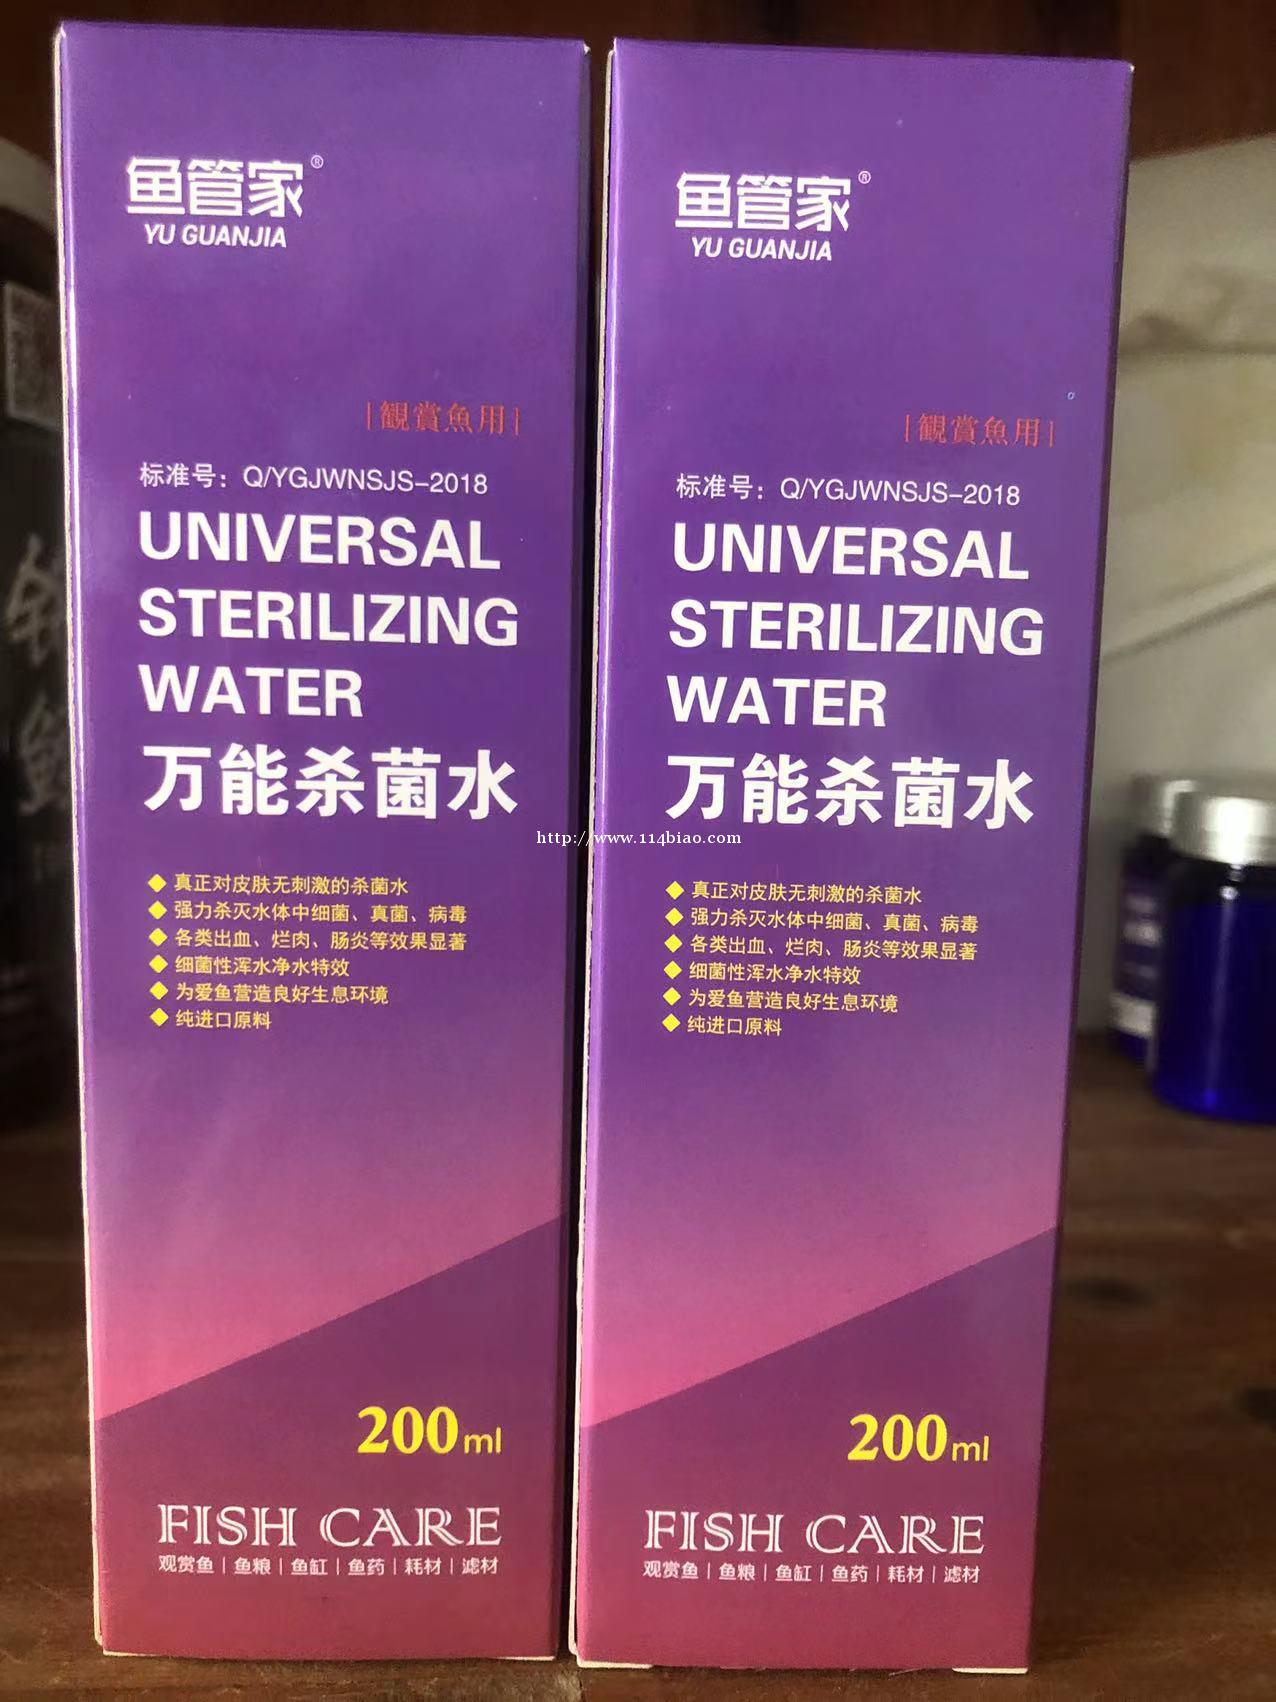 鱼管家®
YU GUANJIA
|観賞魚用|
标准号：Q/YGJWNSJS-2018
UNIVERSAL
STERILIZING
WATER
万能杀菌水
◆ 真正对皮肤无刺激的杀菌水
◆ 强力杀灭水体中细菌、真菌、病毒
◆ 各类出血、烂肉、肠炎等效果显著
◆ 细菌性浑水净水特效
◆ 为爱鱼营造良好生息环境
◆ 纯进口原料
200ml
FISH CARE
观赏鱼|鱼粮|鱼缸|鱼药|耗材|滤材
鱼管家®
YU GUANJIA
|観賞魚用|
标准号：Q/YGJWNSJS-2018
UNIVERSAL
STERILIZING
WATER
万能杀菌水
◆ 真正对皮肤无刺激的杀菌水
◆ 强力杀灭水体中细菌、真菌、病毒
◆ 各类出血、烂肉、肠炎等效果显著
◆ 细菌性浑水净水特效
◆ 为爱鱼营造良好生息环境
◆ 纯进口原料
200ml
FISH CARE
观赏鱼|鱼粮|鱼缸|鱼药|耗材|滤材
http://www.114biao.com